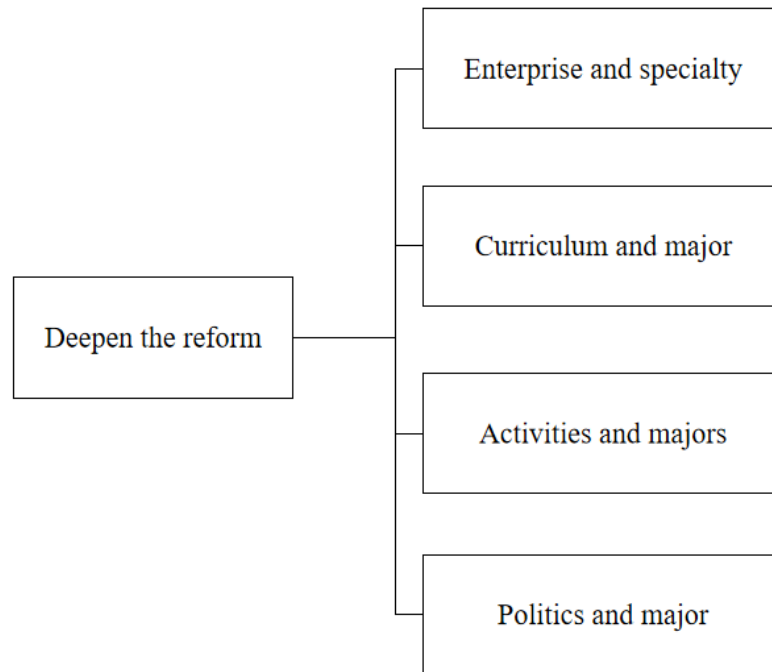 Enterprise and specialty
Curriculum and major
Deepen the reform
Activities and majors
Politics and major